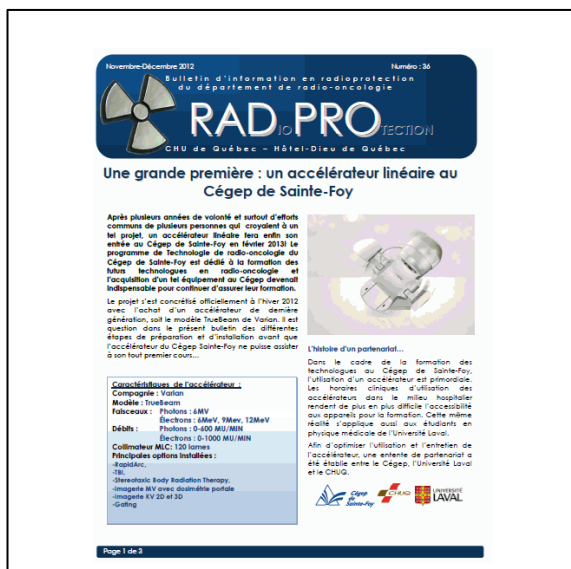 Novembre-Décembre 2012
Numéro : 36
Bulletin d'information en radioprotection
du département de radio-oncologie
RADIO PROTECTION
CHU de Québec – Hôtel-Dieu de Québec
Une grande première : un accélérateur linéaire au
Cégep de Sainte-Foy
Après plusieurs années de volonté et surtout d'efforts
communs de plusieurs personnes qui croyaient à un
tel projet, un accélérateur linéaire fera enfin son
entrée au Cégep de Sainte-Foy en février 2013! Le
programme de Technologie de radio-oncologie du
Cégep de Sainte-Foy est dédié à la formation des
futurs technologues en radio-oncologie et
l'acquisition d'un tel équipement au Cégep devenait
indispensable pour continuer d'assurer leur formation.
Le projet s'est concrétisé officiellement à l'hiver 2012
avec l'achat d'un accélérateur de dernière
génération, soit le modèle TrueBeam de Varian. Il est
question dans le présent bulletin des différentes
étapes de préparation et d'installation avant que
l'accélérateur du Cégep Sainte-Foy ne puisse assister
à son tout premier cours...
Caractéristiques de l'accélérateur :
Compagnie : Varian
Modèle : TrueBeam
Faisceaux : Photons : 6MV
Électrons : 6MeV, 9Mev, 12MeV
Débits : Photons : 0-600 MU/MIN
Électrons : 0-1000 MU/MIN
Collimateur MLC: 120 lames
Principales options installées :
-RapidArc,
-TBI,
-Stereotaxic Body Radiation Therapy,
-Imagerie MV avec dosimétrie portale
-Imagerie KV 2D et 3D
-Gating
L'histoire d'un partenariat...
Dans le cadre de la formation des
technologues au Cégep de Sainte-Foy,
l'utilisation d'un accélérateur est primordiale.
Les horaires cliniques d'utilisation des
accélérateurs dans le milieu hospitalier
rendent de plus en plus difficile l'accessibilité
aux appareils pour la formation. Cette même
réalité s'applique aussi aux étudiants en
physique médicale de l'Université Laval.
Afin d'optimiser l'utilisation et l'entretien de
l'accélérateur, une entente de partenariat a
été établie entre le Cégep, l'Université Laval
et le CHUQ.
Cégep
de
Sainte-Foy
CHUQ
UNIVERSITÉ
LAVAL
Page 1 de 3